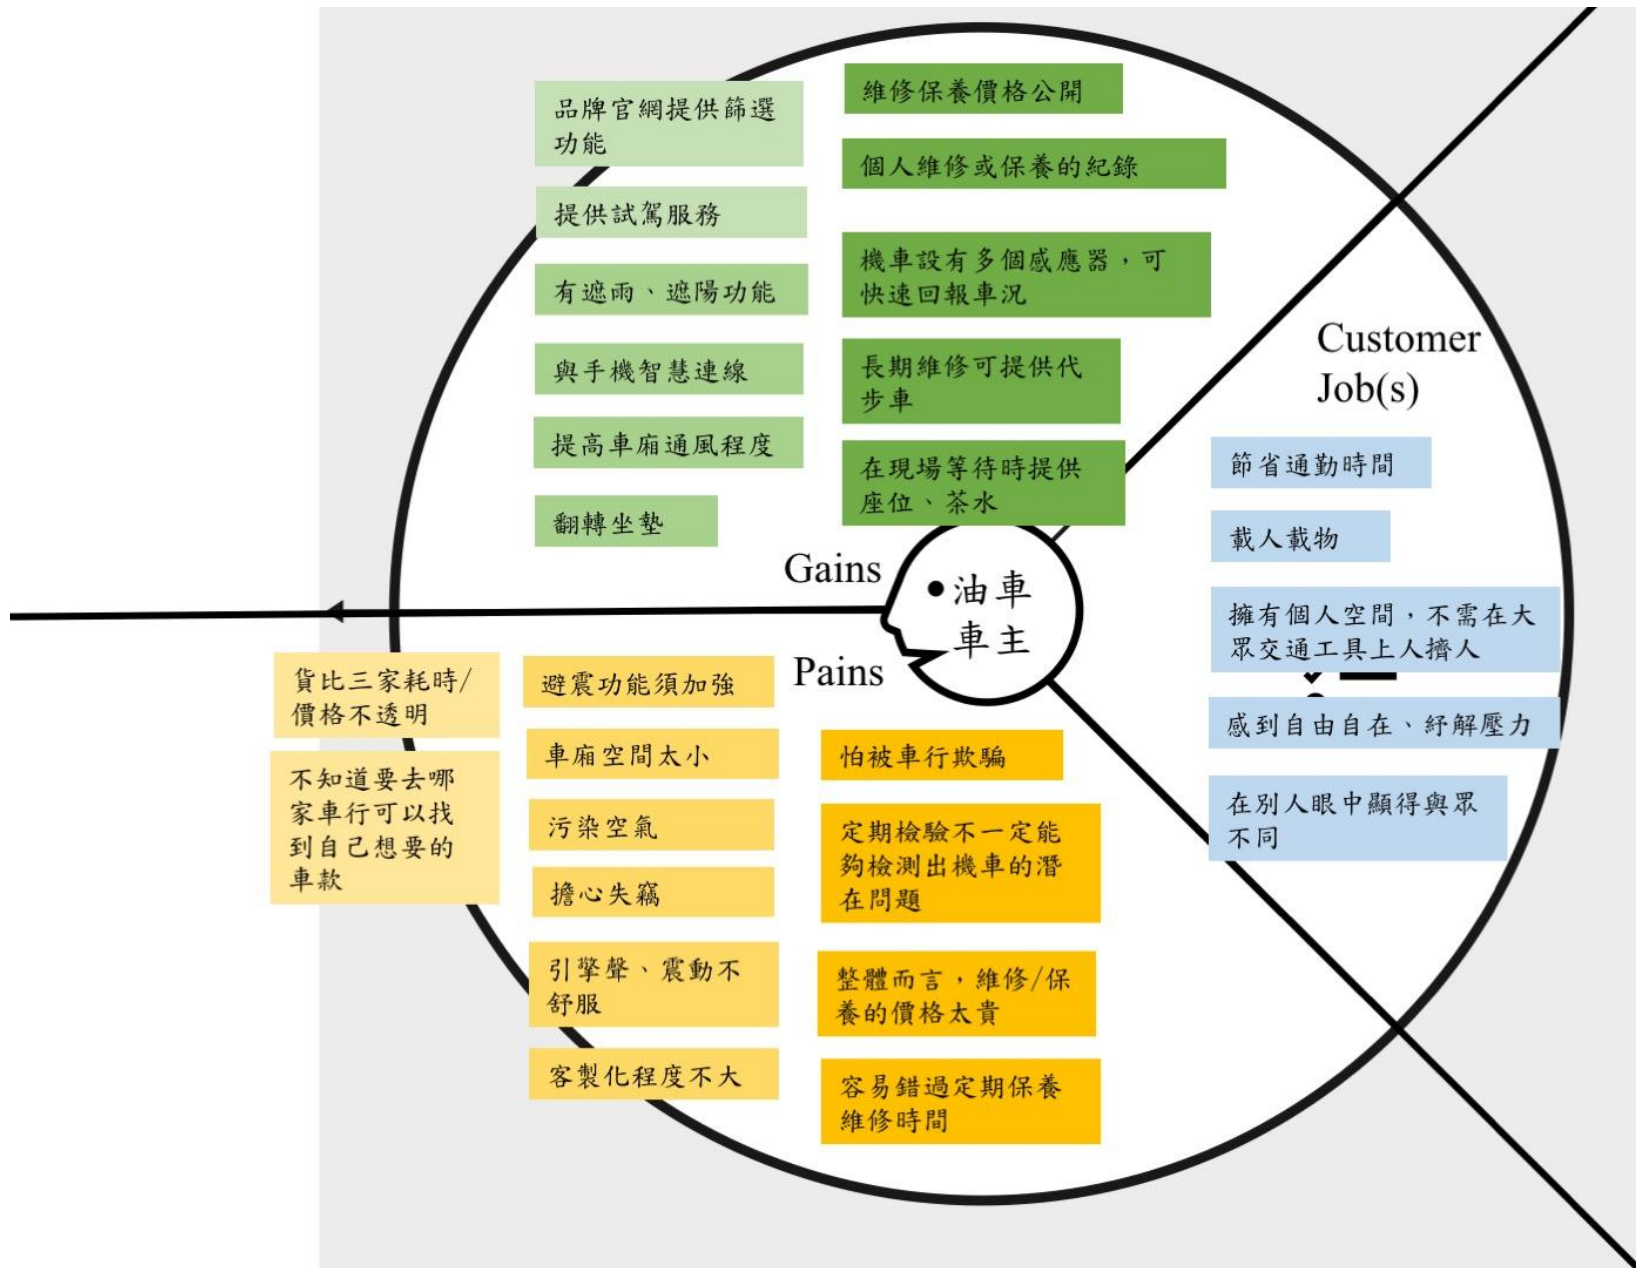 品牌官網提供篩選
功能
提供試駕服務
有遮雨、遮陽功能
與手機智慧連線
提高車廂通風程度
翻轉坐墊
維修保養價格公開
個人維修或保養的紀錄
機車設有多個感應器，可
快速回報車況
長期維修可提供代
步車
在現場等待時提供
座位、茶水
Gains
油車
車主
Customer
Job(s)
節省通勤時間
載人載物
擁有個人空間，不需在大
眾交通工具上人擠人
感到自由自在、紓解壓力
在別人眼中顯得與眾
不同
Pains
貨比三家耗時/
價格不透明
不知道要去哪
家車行可以找
到自己想要的
車款
避震功能須加強
車廂空間太小
污染空氣
擔心失竊
引擎聲、震動不
舒服
客製化程度不大
怕被車行欺騙
定期檢驗不一定能
夠檢測出機車的潛
在問題
整體而言，維修/保
養的價格太貴
容易錯過定期保養
維修時間